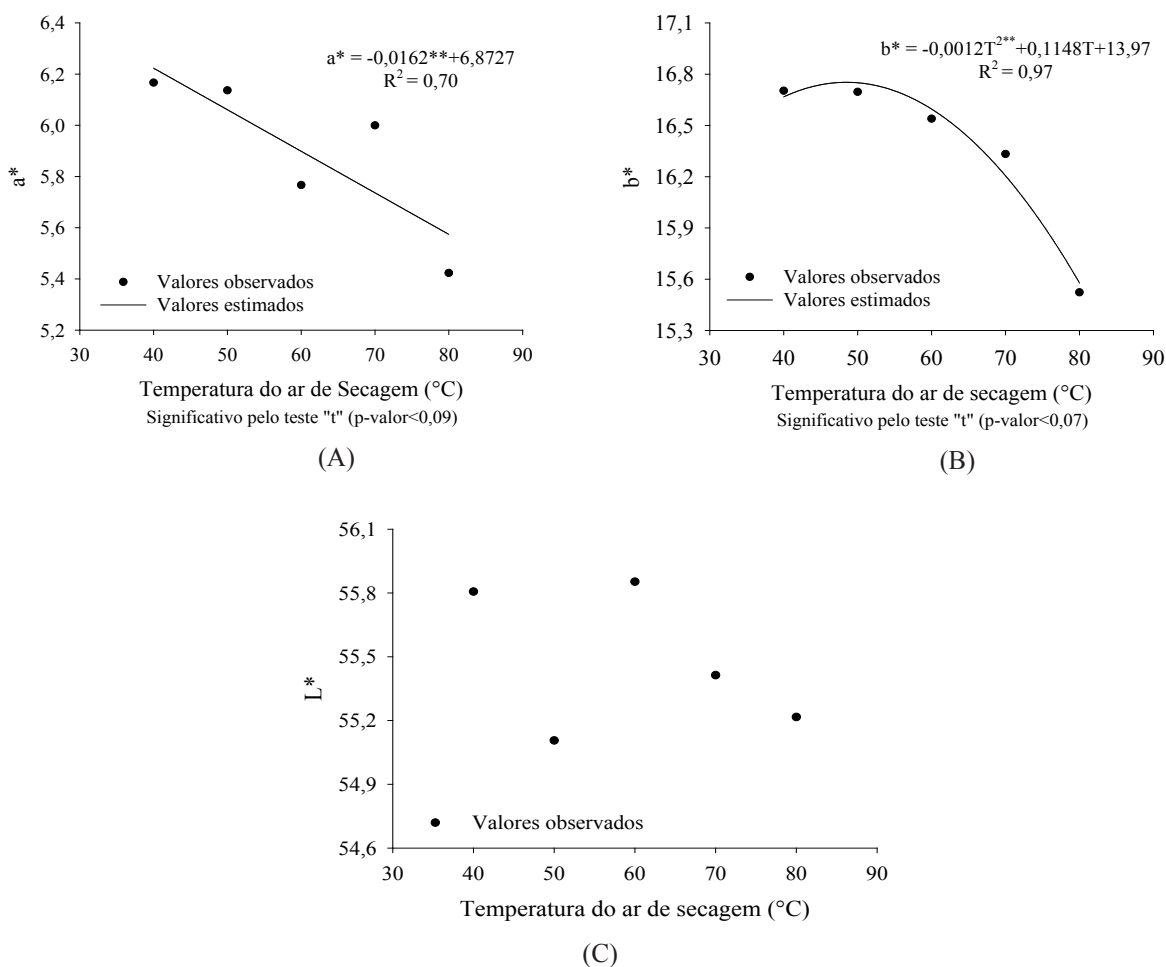 6,4
6,2
6,0
5,8
5,6
5,4
5,2
a*
a* = -0,0162**+6,8727
R² = 0,70
Valores observados
Valores estimados
30 40 50 60 70 80 90
Temperatura do ar de Secagem (°C)
Significativo pelo teste "t" (p-valor<0,09)
(A)
17,1
16,8
16,5
16,2
15,9
15,6
15,3
b*
b* = -0,0012T²**+0,1148T+13,97
R² = 0,97
Valores observados
Valores estimados
30 40 50 60 70 80 90
Temperatura do ar de secagem (°C)
Significativo pelo teste "t" (p-valor<0,07)
(B)
56,1
55,8
55,5
55,2
54,9
54,6
L*
Valores observados
30 40 50 60 70 80 90
Temperatura do ar de secagem (°C)
(C)